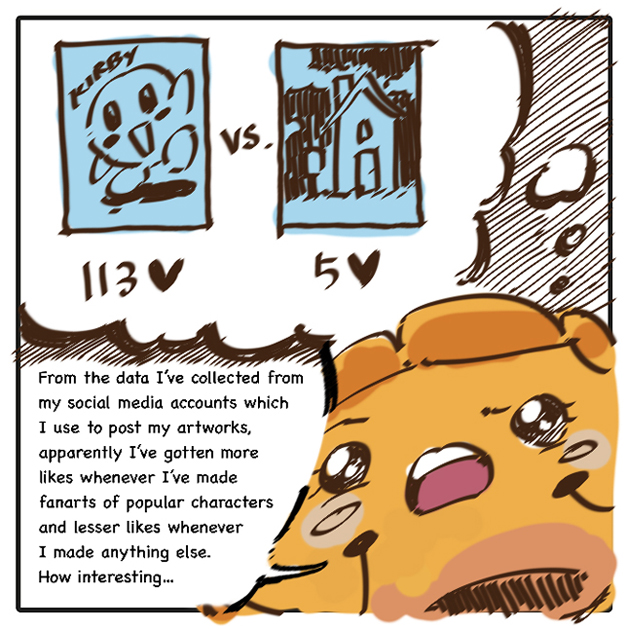 KIRBY
vs.
113 ♥
5 ♥
From the data I've collected from
my social media accounts which
I use to post my artworks,
apparently I've gotten more
likes whenever I've made
fanarts of popular characters
and lesser likes whenever
I made anything else.
How interesting...